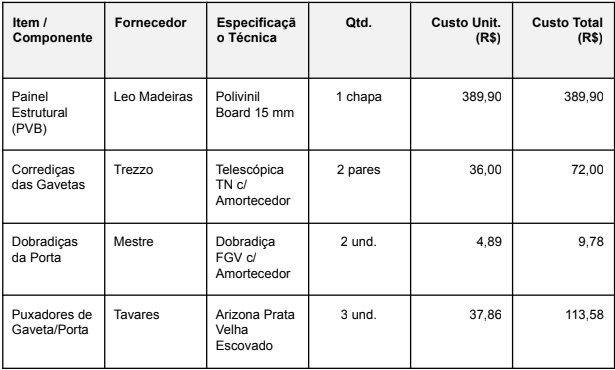 Item / Componente | Fornecedor | Especificaçã o Técnica | Qtd. | Custo Unit. (R$) | Custo Total (R$)
Painel Estrutural (PVB) | Leo Madeiras | Polivinil Board 15 mm | 1 chapa | 389,90 | 389,90
Corrediças das Gavetas | Trezzo | Telescópica TN c/ Amortecedor | 2 pares | 36,00 | 72,00
Dobradiças da Porta | Mestre | Dobradiça FGV c/ Amortecedor | 2 und. | 4,89 | 9,78
Puxadores de Gaveta/Porta | Tavares | Arizona Prata Velha Escovado | 3 und. | 37,86 | 113,58